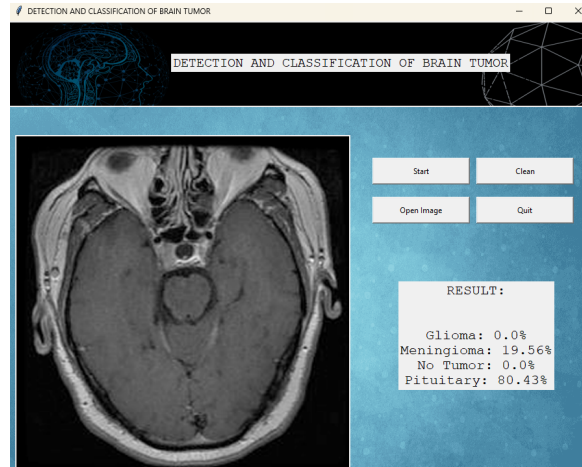 DETECTION AND CLASSIFICATION OF BRAIN TUMOR
DETECTION AND CLASSIFICATION OF BRAIN TUMOR
Start
Clean
Open Image
Quit
RESULT:
Glioma: 0.0%
Meningioma: 19.56%
No Tumor: 0.0%
Pituitary: 80.43%